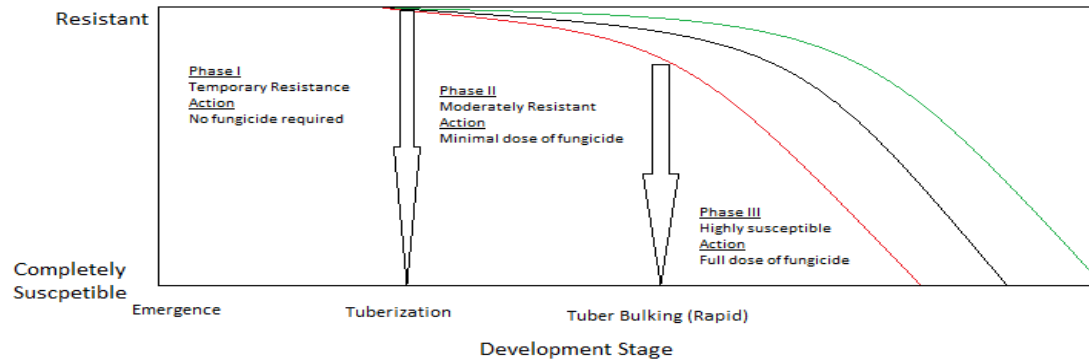 Resistant
Phase I
Temporary Resistance
Action
No fungicide required
Phase II
Moderately Resistant
Action
Minimal dose of fungicide
Phase III
Highly susceptible
Action
Full dose of fungicide
Completely
Suscpetible
Emergence
Tuberization
Tuber Bulking (Rapid)
Development Stage